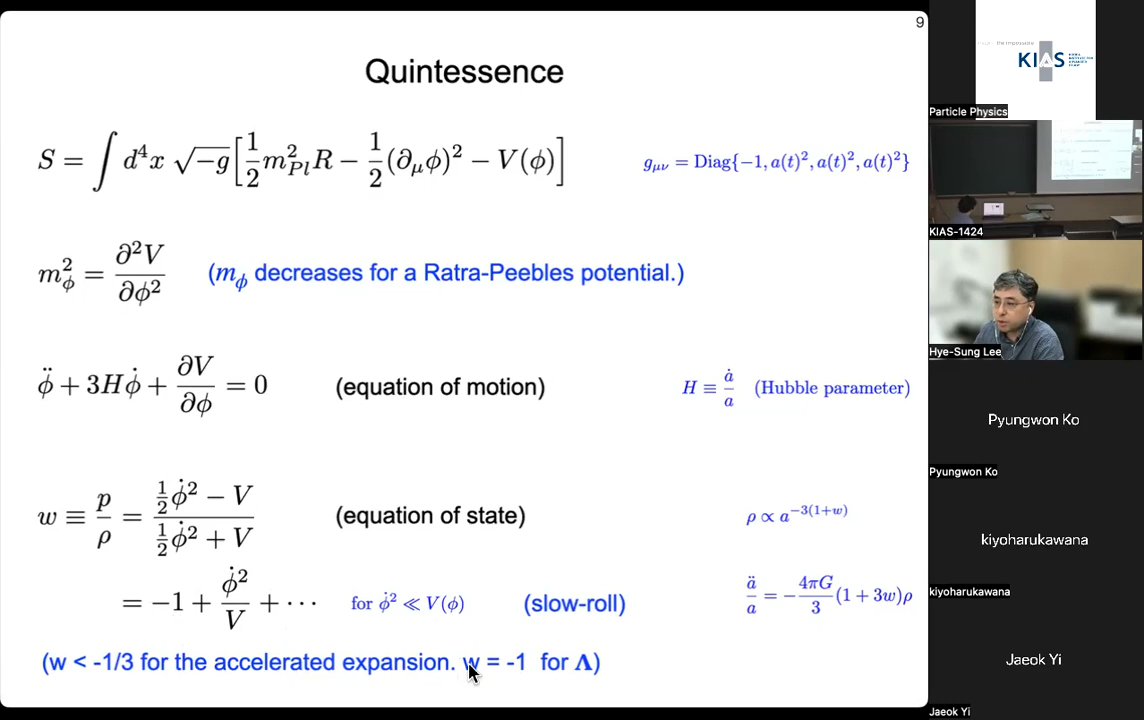 9
Quintessence
S = ∫ d⁴x √−g [ 1/2 m²_Pl R − 1/2 (∂_μϕ)² − V(ϕ) ]
g_μν = Diag{−1, a(t)², a(t)², a(t)²}
m²_ϕ = ∂²V/∂ϕ² (m_ϕ decreases for a Ratra-Peebles potential.)
ϕ̈ + 3Hϕ̇ + ∂V/∂ϕ = 0 (equation of motion) H ≡ ȧ/a (Hubble parameter)
w ≡ p/ρ = (1/2 ϕ̇² − V)/(1/2 ϕ̇² + V) (equation of state) ρ ∝ a^{−3(1+w)}
= −1 + ϕ̇²/V + ⋯ for ϕ̇² ≪ V(ϕ) (slow-roll) ä/a = −4πG/3 (1 + 3w)ρ
(w < -1/3 for the accelerated expansion. w = -1 for Λ)
KIAS
Particle Physics
KIAS-1424
Hye-Sung Lee
Pyungwon Ko
Pyungwon Ko
kiyoharukawana
kiyoharukawana
Jaeok Yi
Jaeok Yi